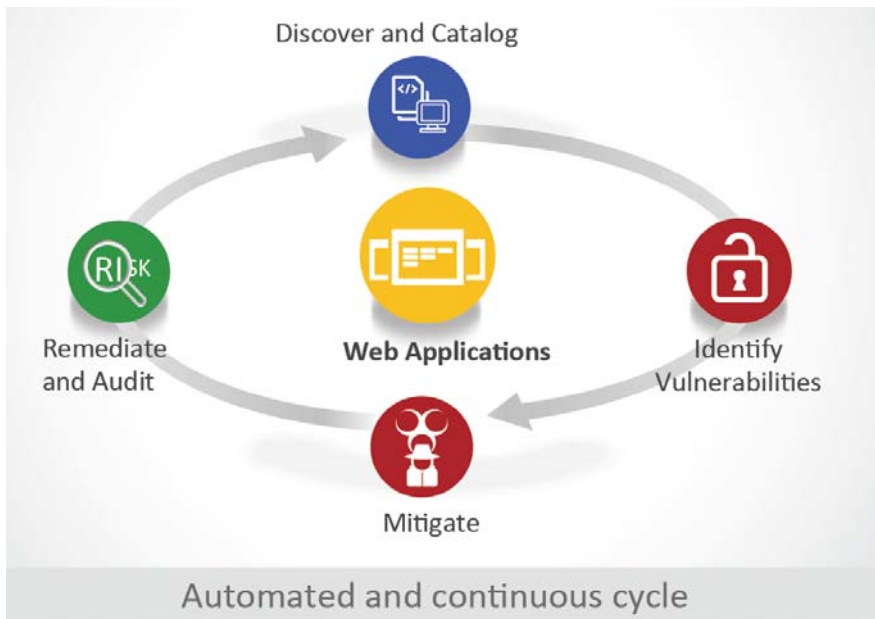 Discover and Catalog
</>
RISK
Remediate
and Audit
Web Applications
Identify
Vulnerabilities
Mitigate
Automated and continuous cycle